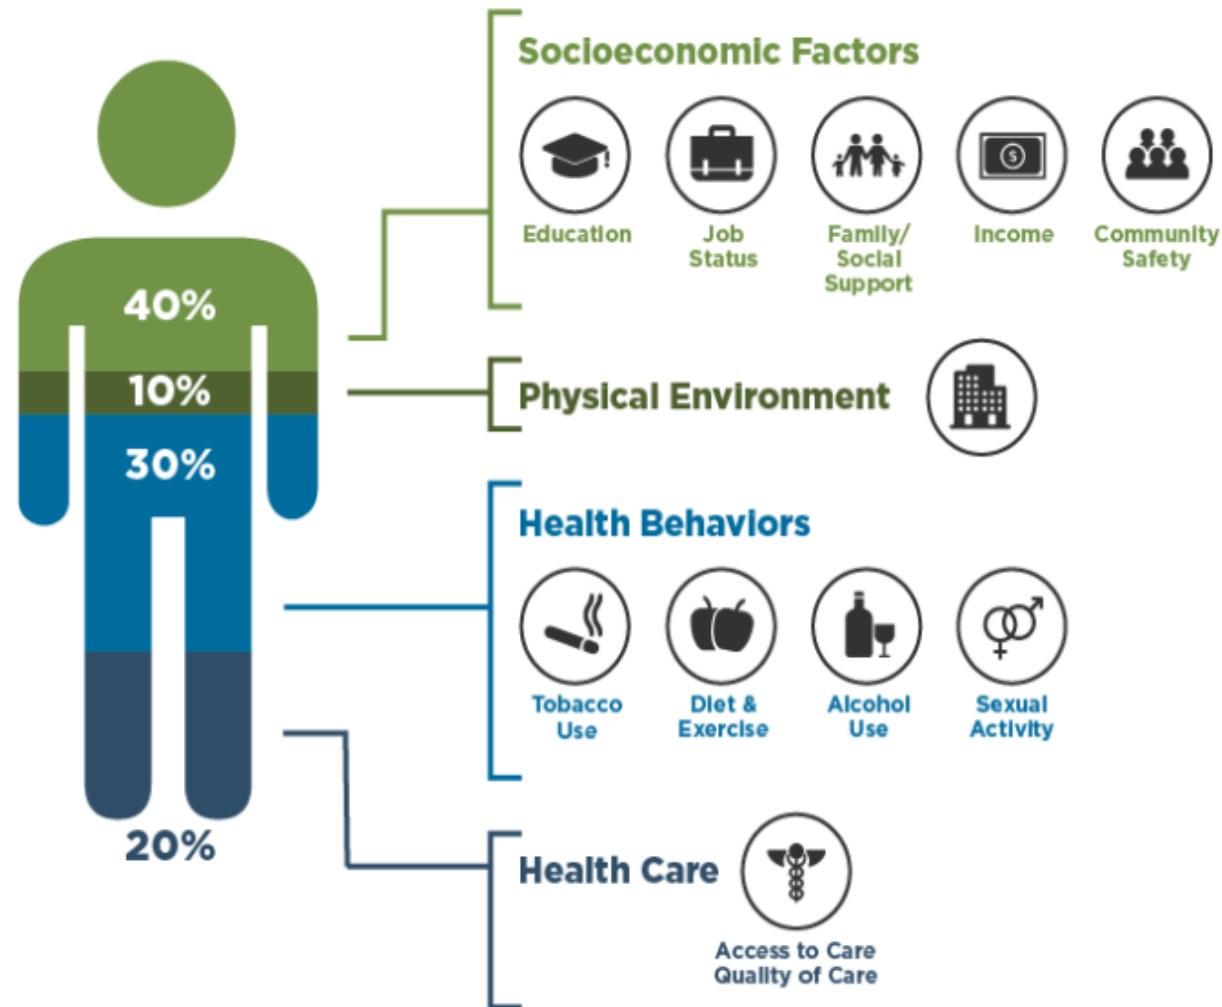 Socioeconomic Factors
Education
Job
Status
Family/
Social
Support
Income
Community
Safety
40%
10%
Physical Environment
30%
Health Behaviors
Tobacco
Use
Diet &
Exercise
Alcohol
Use
Sexual
Activity
20%
Health Care
Access to Care
Quality of Care